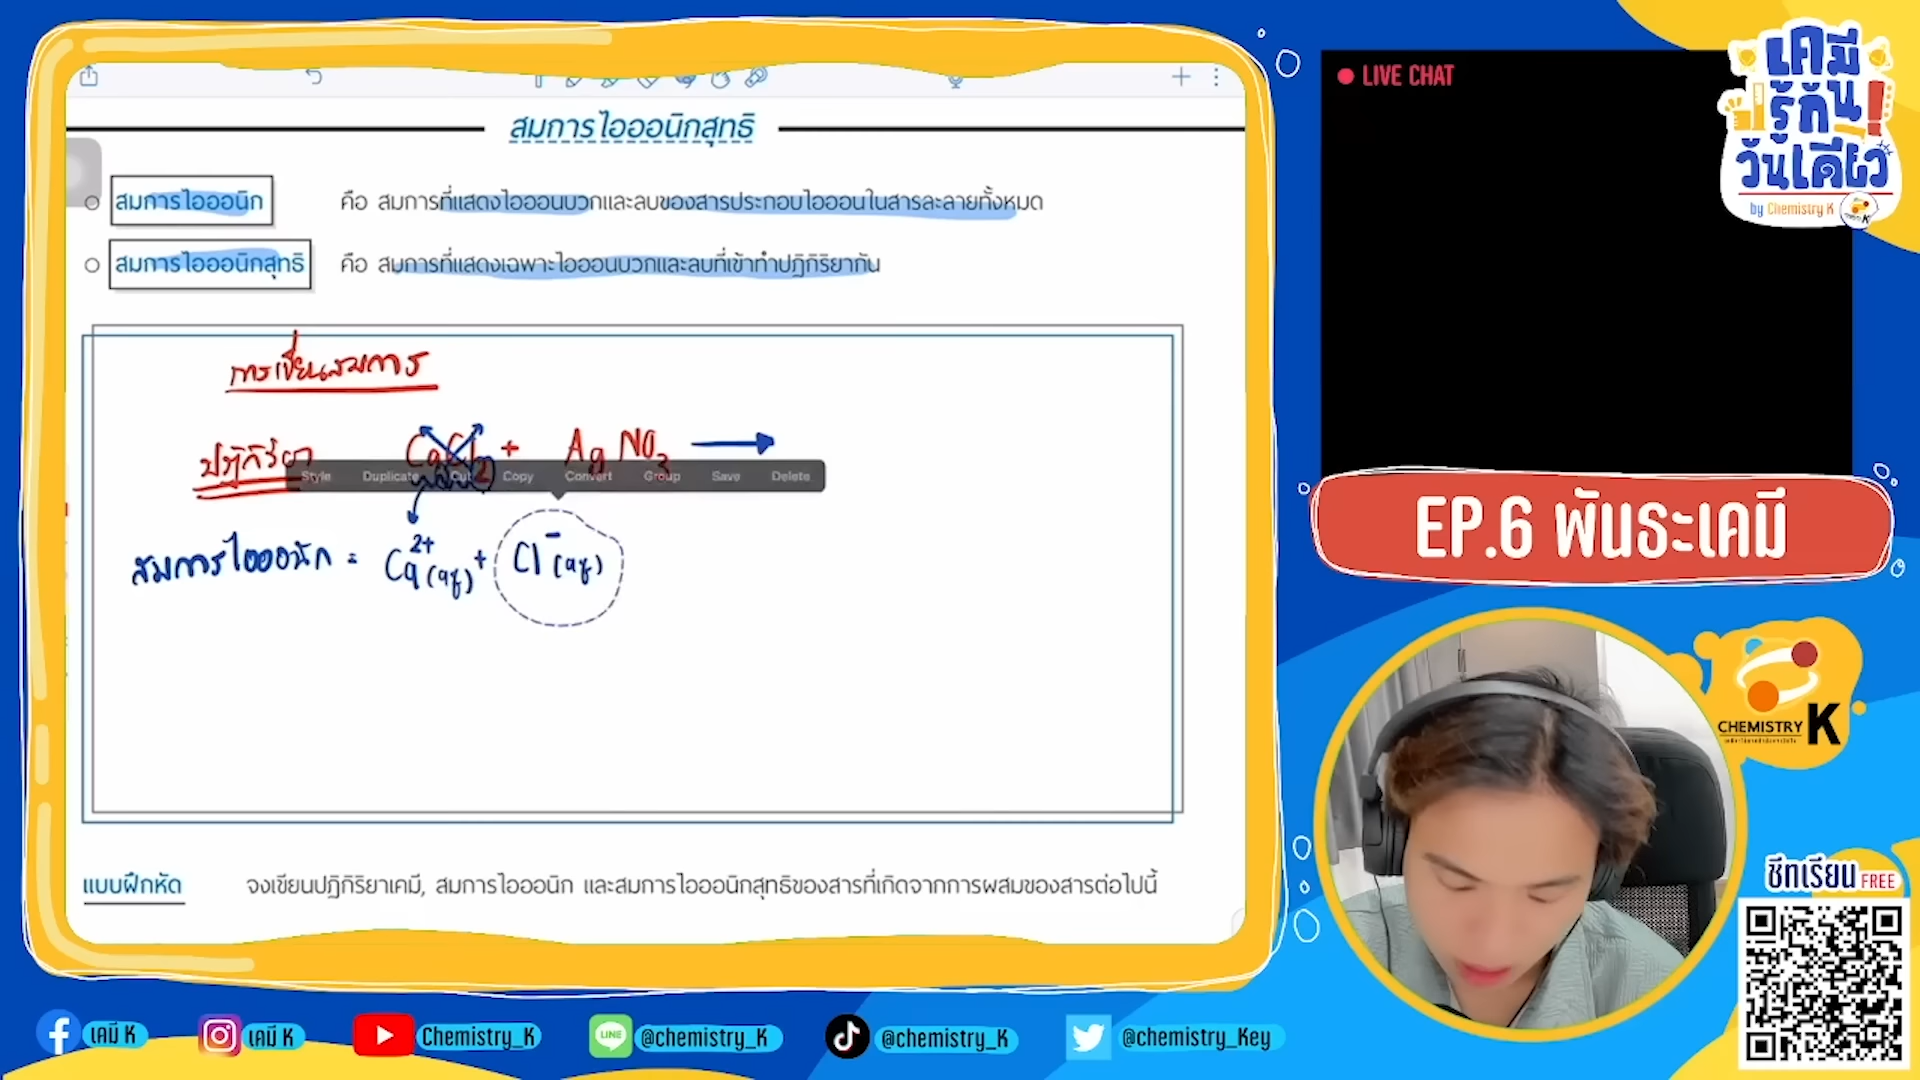 สมการไอออนิกสุทธิ
สมการไอออนิก คือ สมการที่แสดงไอออนบวกและลบของสารประกอบไอออนในสารละลายทั้งหมด
สมการไอออนิกสุทธิ คือ สมการที่แสดงเฉพาะไอออนบวกและลบที่เข้าทำปฏิกิริยากัน
การเขียนสมการ
ปฏิกิริยา CaCl2 + AgNO3 →
Style Duplicate Cut Copy Convert Group Save Delete
สมการไอออนิก = Ca2+(aq) + Cl-(aq)
แบบฝึกหัด จงเขียนปฏิกิริยาเคมี, สมการไอออนิก และสมการไอออนิกสุทธิของสารที่เกิดจากการผสมของสารต่อไปนี้
LIVE CHAT
เคมี
รู้กัน!
วันเดียว
by Chemistry K
EP.6 พันธะเคมี
CHEMISTRY K
ชีทเรียน FREE
เคมี K
เคมี K
Chemistry_K
LINE
@chemistry_K
@chemistry_K
@chemistry_Key